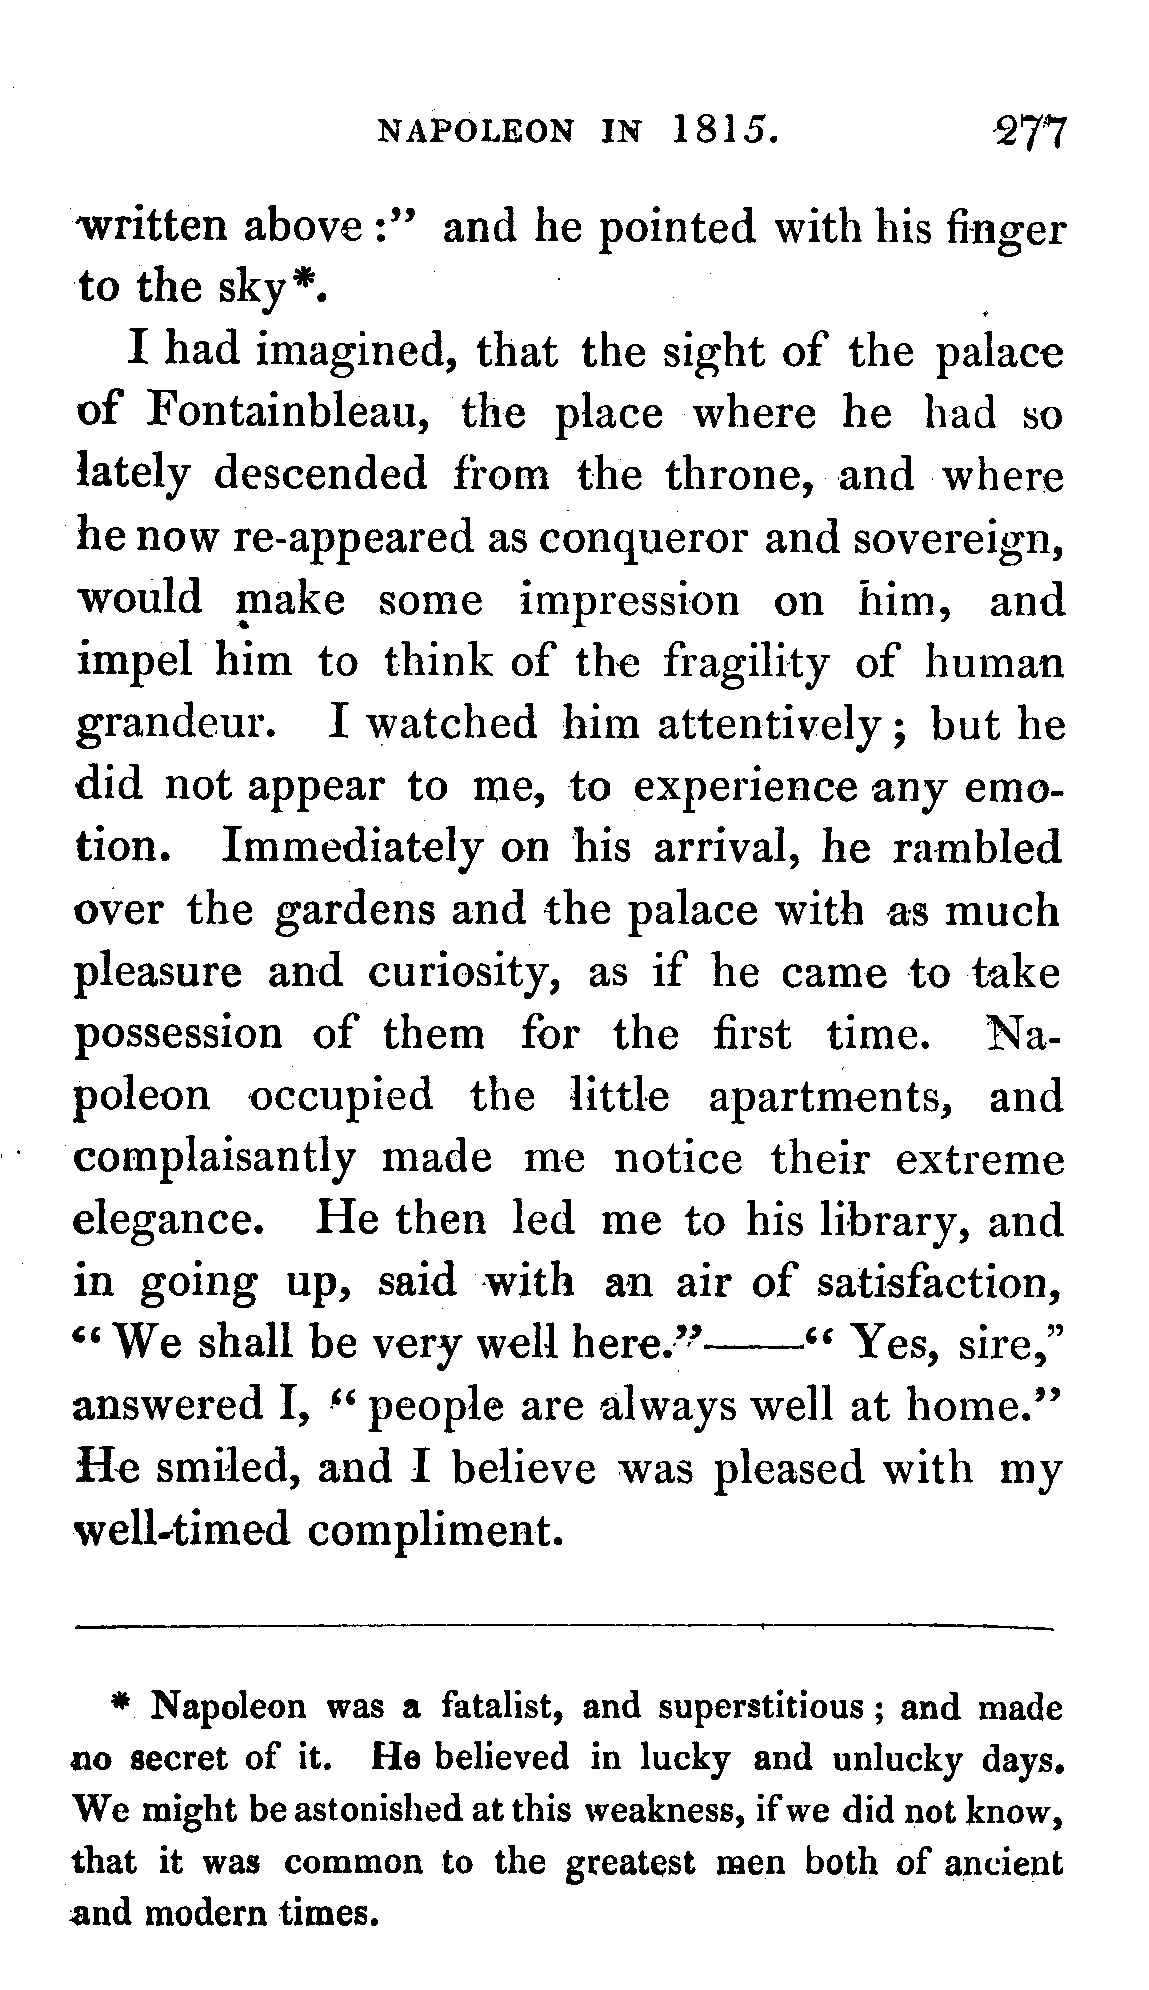 NAPOLEON IN 1815. 277
written above :” and he pointed with his finger
to the sky*.
I had imagined, that the sight of the palace
of Fontainbleau, the place where he had so
lately descended from the throne, and where
he now re-appeared as conqueror and sovereign,
would make some impression on him, and
impel him to think of the fragility of human
grandeur. I watched him attentively ; but he
did not appear to me, to experience any emo-
tion. Immediately on his arrival, he rambled
over the gardens and the palace with as much
pleasure and curiosity, as if he came to take
possession of them for the first time. Na-
poleon occupied the little apartments, and
complaisantly made me notice their extreme
elegance. He then led me to his library, and
in going up, said with an air of satisfaction,
“ We shall be very well here.”——“ Yes, sire,”
answered I, “ people are always well at home.”
He smiled, and I believe was pleased with my
well-timed compliment.
* Napoleon was a fatalist, and superstitious ; and made
no secret of it. He believed in lucky and unlucky days.
We might be astonished at this weakness, if we did not know,
that it was common to the greatest men both of ancient
and modern times.